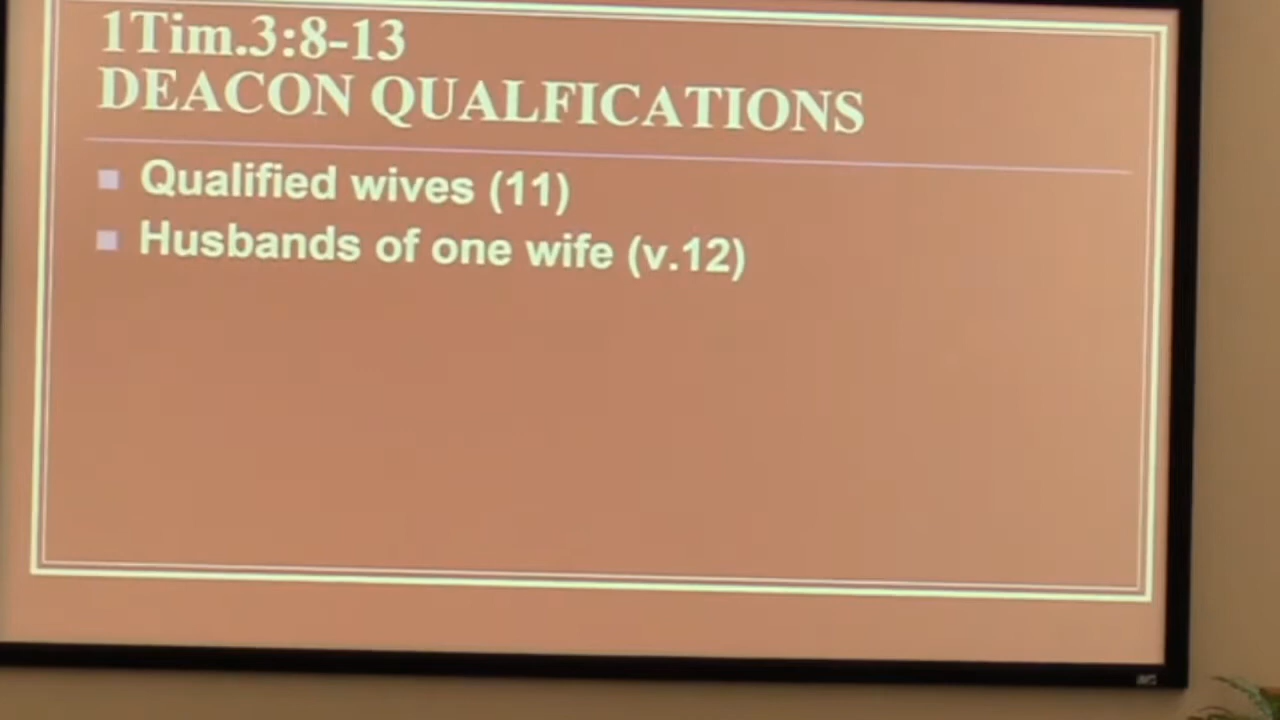 1Tim.3:8-13
DEACON QUALFICATIONS
Qualified wives (11)
Husbands of one wife (v.12)